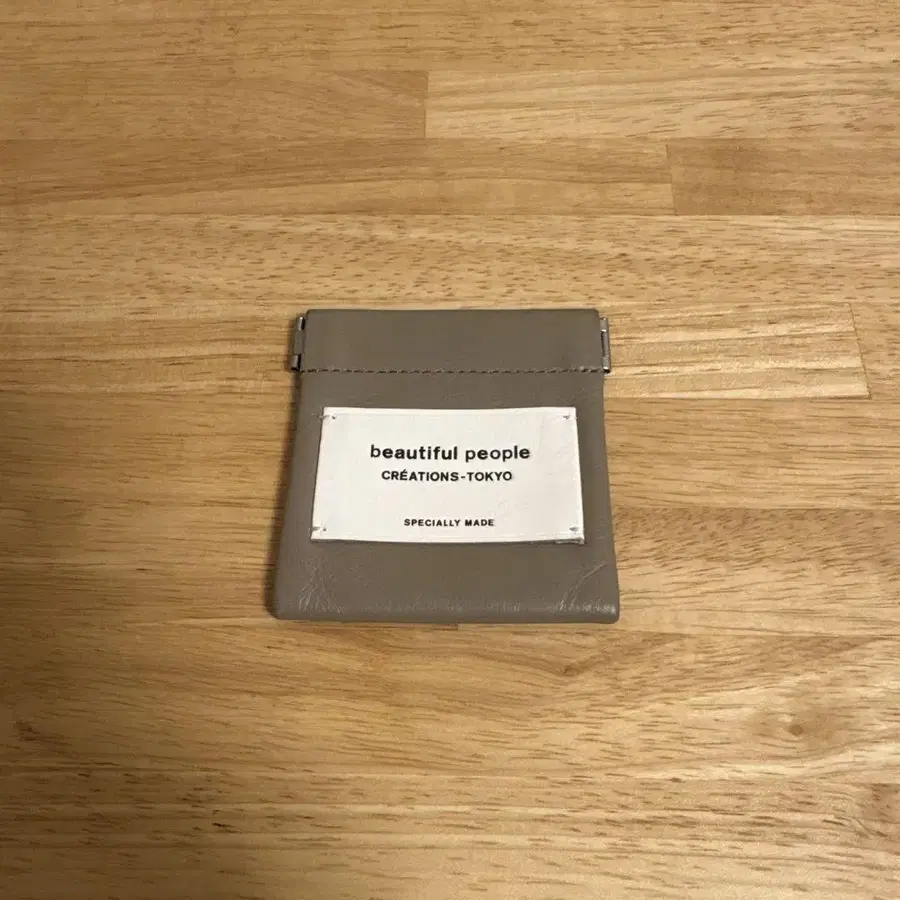 beautiful people
CRÉATIONS-TOKYO
SPECIALLY MADE